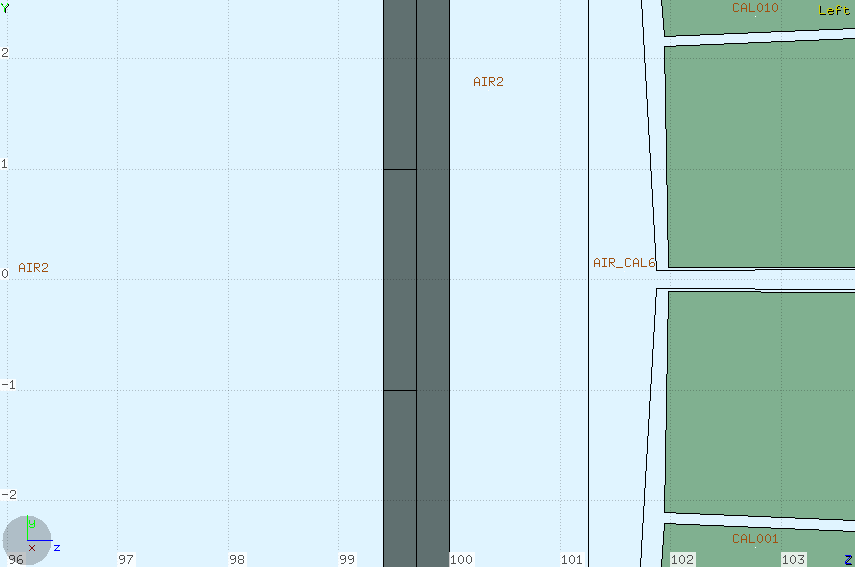 Y
CAL010
Left
2
AIR2
1
AIR_CAL6
0
AIR2
-1
-2
y
x
z
CAL001
96
97
98
99
100
101
102
103
Z